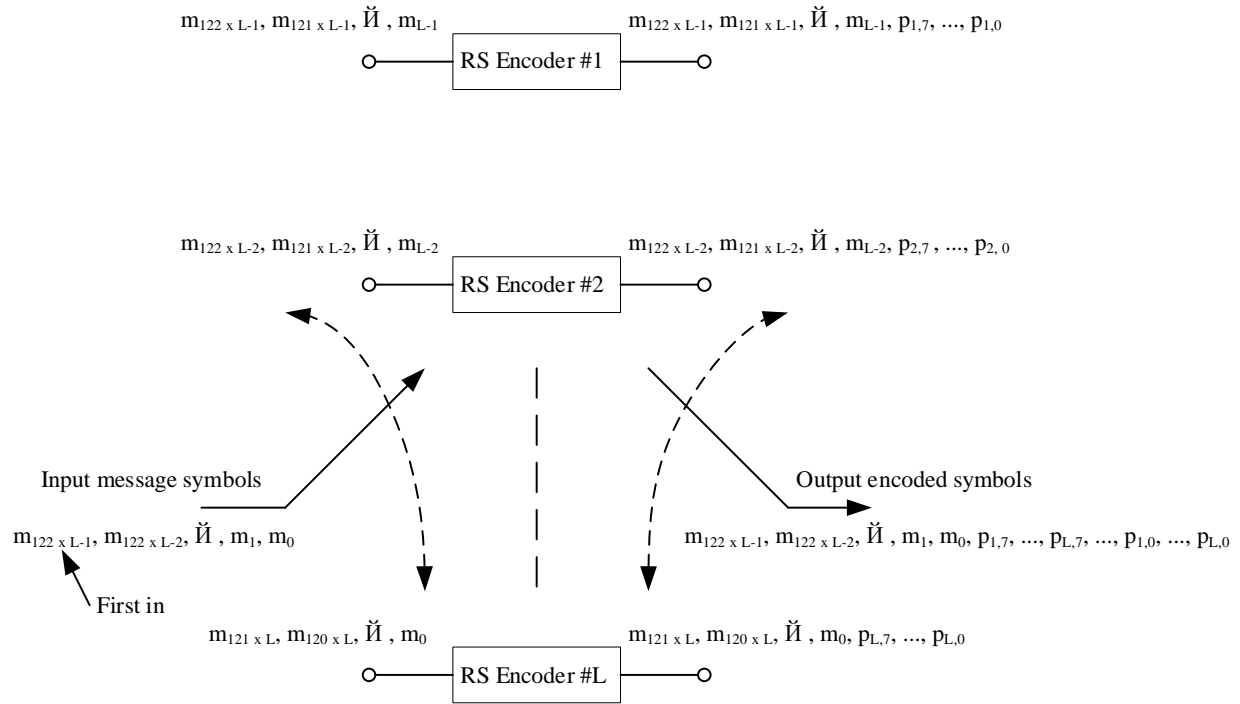 m122 x L-1, m121 x L-1, Й , mL-1
m122 x L-1, m121 x L-1, Й , mL-1, p1,7, ..., p1,0
RS Encoder #1
m122 x L-2, m121 x L-2, Й , mL-2
m122 x L-2, m121 x L-2, Й , mL-2, p2,7 , ..., p2, 0
RS Encoder #2
Input message symbols
Output encoded symbols
m122 x L-1, m122 x L-2, Й , m1, m0
m122 x L-1, m122 x L-2, Й , m1, m0, p1,7, ..., pL,7, ..., p1,0, ..., pL,0
First in
m121 x L, m120 x L, Й , m0
m121 x L, m120 x L, Й , m0, pL,7, ..., pL,0
RS Encoder #L